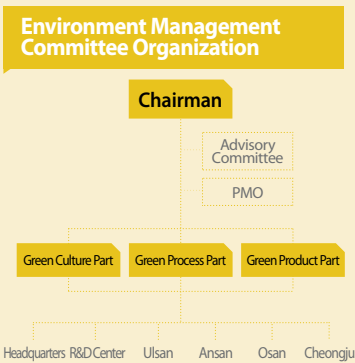 Environment Management
Committee Organization
Chairman
Advisory
Committee
PMO
Green Culture Part Green Process Part Green Product Part
Headquarters R&D Center Ulsan Ansan Osan Cheongju